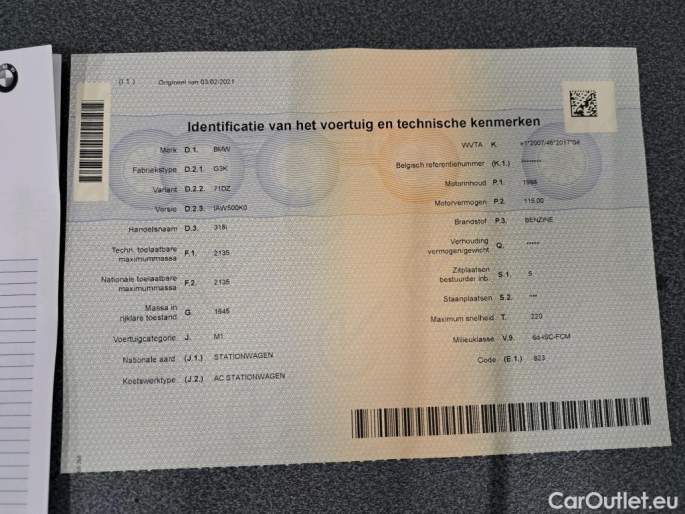 (I.1.) Origineel van 03/02/2021
Identificatie van het voertuig en technische kenmerken
Merk D.1. BMW
Fabriekstype D.2.1. G3K
Variant D.2.2. 71DZ
Versie D.2.3. IAW500K0
Handelsnaam D.3. 318i
Techn. toelaatbare
maximummassa F.1. 2135
Nationale toelaatbare
maximummassa F.2. 2135
Massa in
rijklare toestand G. 1645
Voertuigcategorie J. M1
Nationale aard (J.1.) STATIONWAGEN
Koetswerktype (J.2.) AC STATIONWAGEN
WVTA K. e1*2007/46*2017*04
Belgisch referentienummer (K.1.) ********
Motorinhoud P.1. 1998
Motorvermogen P.2. 115.00
Brandstof P.3. BENZINE
Verhouding
vermogen/gewicht Q. *****
Zitplaatsen
bestuurder inb. S.1. 5
Staanplaatsen S.2. ***
Maximum snelheid T. 220
Milieuklasse V.9. 6d-ISC-FCM
Code (E.1.) 823
CarOutlet.eu